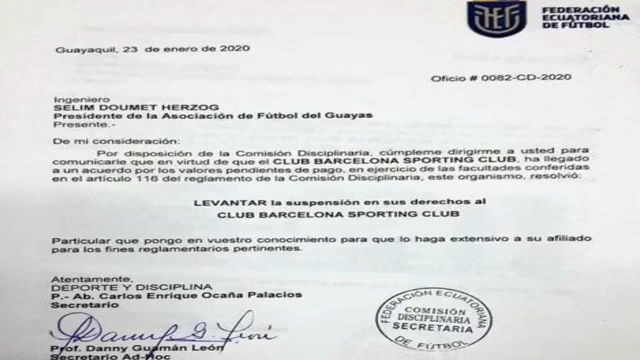 FEDERACIÓN
ECUATORIANA
DE FÚTBOL
Guayaquil, 23 de enero de 2020
Oficio # 0082-CD-2020
Ingeniero
SELIM DOUMET HERZOG
Presidente de la Asociación de Fútbol del Guayas
Presente.-
De mi consideración:
Por disposición de la Comisión Disciplinaria, cúmpleme dirigirme a usted para
comunicarle que en virtud de que el CLUB BARCELONA SPORTING CLUB, ha llegado
a un acuerdo por los valores pendientes de pago, en ejercicio de las facultades conferidas
en el artículo 116 del reglamento de la Comisión Disciplinaria, este organismo, resolvió:
LEVANTAR la suspensión en sus derechos al
CLUB BARCELONA SPORTING CLUB
Particular que pongo en vuestro conocimiento para que lo haga extensivo a su afiliado
para los fines reglamentarios pertinentes.
Atentamente,
DEPORTE Y DISCIPLINA
P.- Ab. Carlos Enrique Ocaña Palacios
Secretario
Danny G. León
Prof. Danny Guzmán León
Secretario Ad-Hoc
FEDERACIÓN ECUATORIANA
COMISIÓN
DISCIPLINARIA
SECRETARIA
DE FÚTBOL